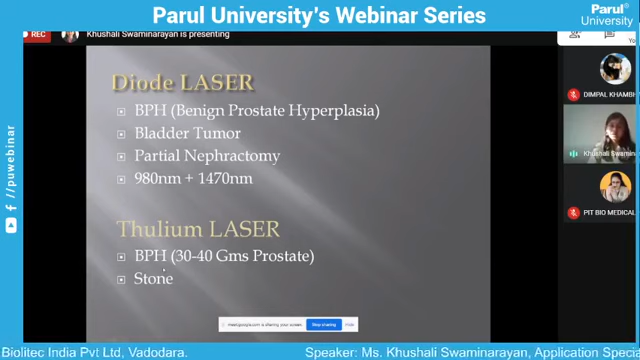 Parul University's Webinar Series
Parul®
University
REC
Khushali Swaminarayan is presenting
Diode LASER
BPH (Benign Prostate Hyperplasia)
Bladder Tumor
Partial Nephractomy
980nm + 1470nm
Thulium LASER
BPH (30-40 Gms Prostate)
Stone
meet.google.com is sharing your screen.
Stop sharing
Hide
/puwebinar
DIMPAL KHAMBH
Khushali Swaminar
PIT BIO MEDICAL
Biolitec India Pvt Ltd, Vadodara.
Speaker: Ms. Khushali Swaminarayan, Application Specia